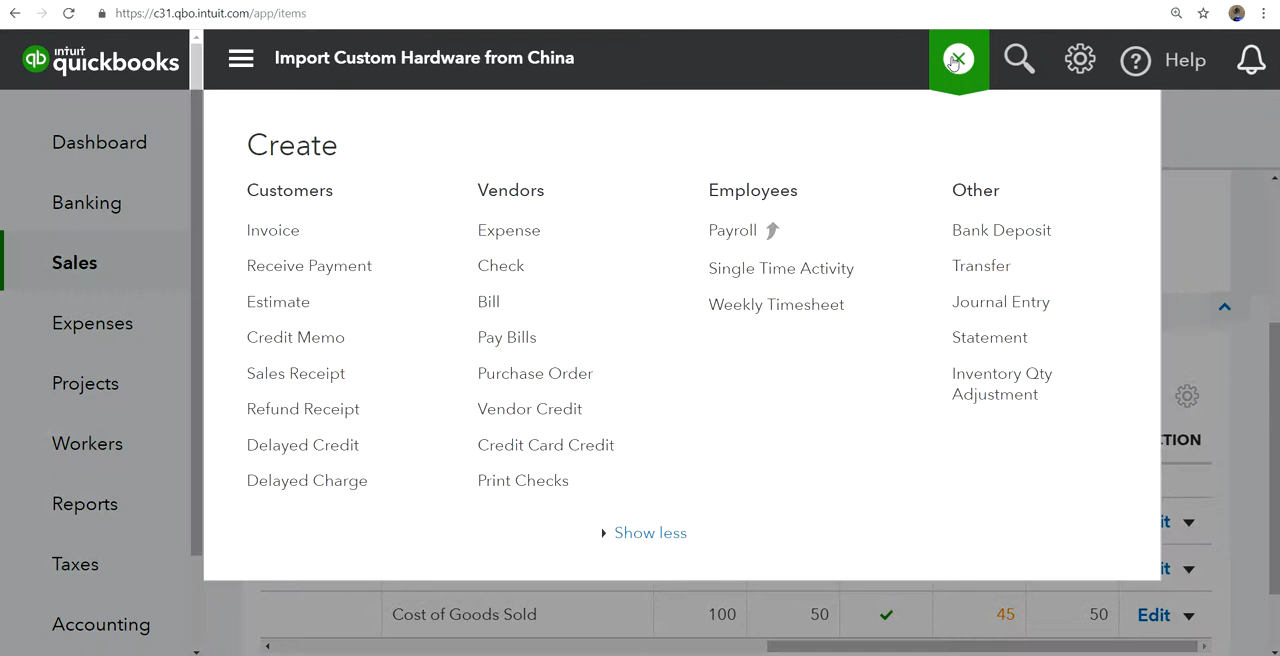 https://c31.qbo.intuit.com/app/items
intuit
quickbooks
qb
Import Custom Hardware from China
Help
Dashboard
Banking
Sales
Expenses
Projects
Workers
Reports
Taxes
Accounting
Create
Customers
Invoice
Receive Payment
Estimate
Credit Memo
Sales Receipt
Refund Receipt
Delayed Credit
Delayed Charge
Vendors
Expense
Check
Bill
Pay Bills
Purchase Order
Vendor Credit
Credit Card Credit
Print Checks
Employees
Payroll
Single Time Activity
Weekly Timesheet
Other
Bank Deposit
Transfer
Journal Entry
Statement
Inventory Qty
Adjustment
Show less
Cost of Goods Sold 100 50 45 50 Edit